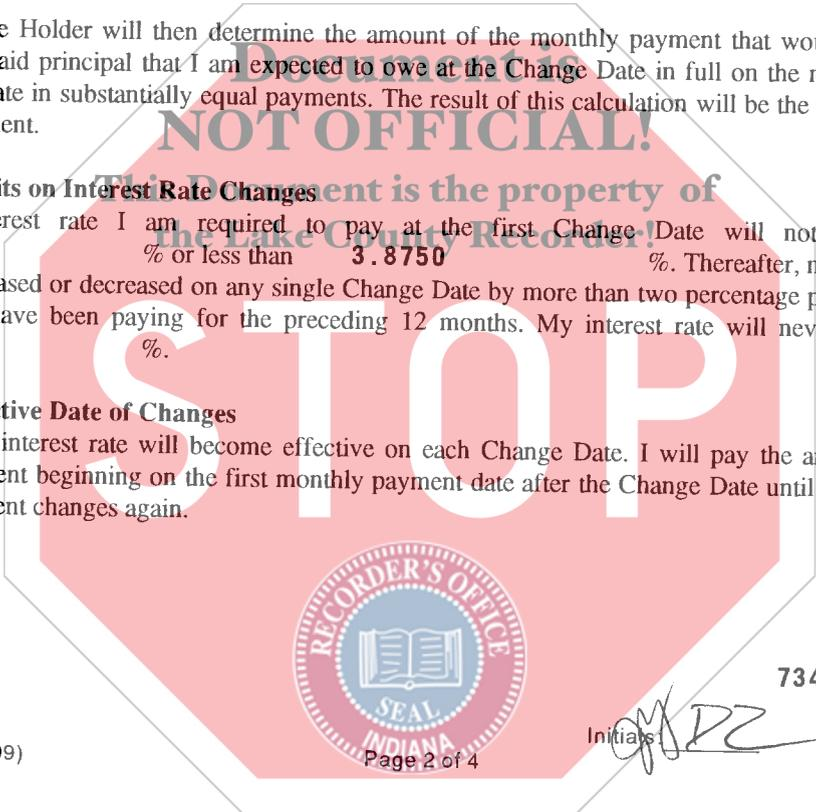 e Holder will then determine the amount of the monthly payment that wou
aid principal that I am expected to owe at the Change Date in full on the m
ate in substantially equal payments. The result of this calculation will be the
ent.
Document is
NOT OFFICIAL!
This Document is the property of
the Lake County Recorder!
its on Interest Rate Changes
erest rate I am required to pay at the first Change Date will not
% or less than 3.8750 %. Thereafter, m
ased or decreased on any single Change Date by more than two percentage p
ave been paying for the preceding 12 months. My interest rate will nev
%.
STOP
tive Date of Changes
interest rate will become effective on each Change Date. I will pay the a
ent beginning on the first monthly payment date after the Change Date until
ent changes again.
RECORDER'S OFFICE
SEAL
INDIANA
734
Initials
99)
Page 2 of 4